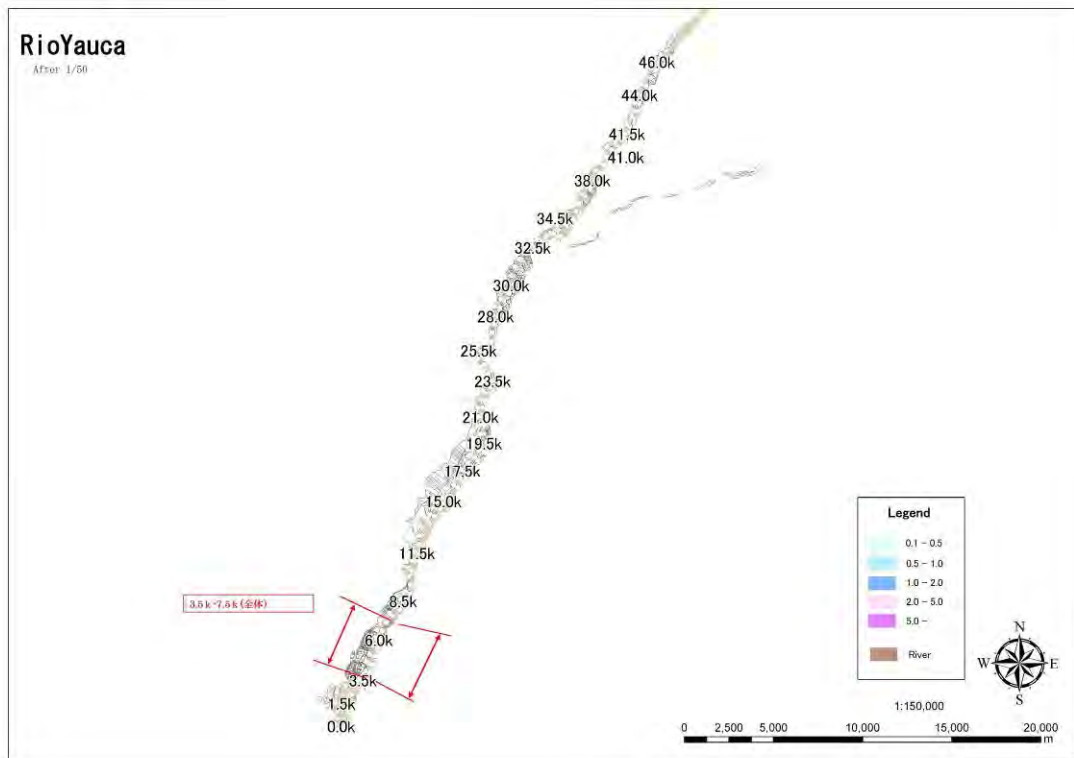 RioYauca
After 1/50
46.0k
44.0k
41.5k
41.0k
38.0k
34.5k
32.5k
30.0k
28.0k
25.5k
23.5k
21.0k
19.5k
17.5k
15.0k
11.5k
8.5k
3.5k-7.5k(全体)
6.0k
3.5k
1.5k
0.0k
Legend
0.1 - 0.5
0.5 - 1.0
1.0 - 2.0
2.0 - 5.0
5.0 -
River
N
W E
S
1:150,000
0 2,500 5,000 10,000 15,000 20,000
m